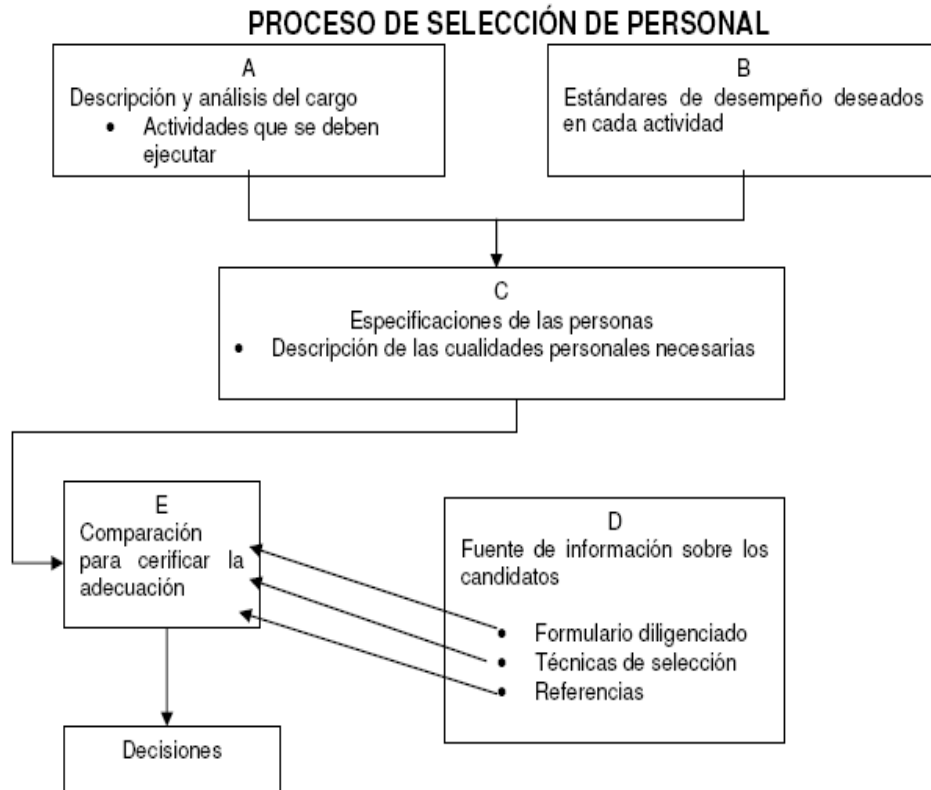 PROCESO DE SELECCIÓN DE PERSONAL
A
Descripción y análisis del cargo
• Actividades que se deben
ejecutar
B
Estándares de desempeño deseados
en cada actividad
C
Especificaciones de las personas
• Descripción de las cualidades personales necesarias
E
Comparación
para cerificar la
adecuación
D
Fuente de información sobre los
candidatos
• Formulario diligenciado
• Técnicas de selección
• Referencias
Decisiones